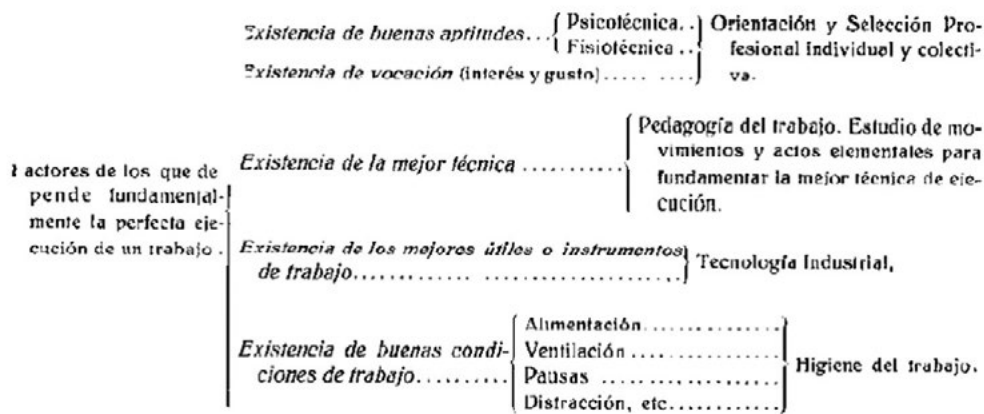 Existencia de buenas aptitudes... Psicotécnica.. Orientación y Selección Pro-
Fisiotécnica .. fesional individual y colecti-
Existencia de vocación (interés y gusto)..... .... va.
Pedagogía del trabajo. Estudio de mo-
Existencia de la mejor técnica .............. vimientos y actos elementales para
fundamentar la mejor técnica de eje-
cución.
Factores de los que de
pende fundamental-
mente la perfecta eje-
cución de un trabajo .
Existencia de los mejores útiles o instrumentos
de trabajo.................................... Tecnología Industrial,
Existencia de buenas condi-
ciones de trabajo..........
Alimentación..............
Ventilación ...............
Pausas ..................
Distracción, etc...........
Higiene del trabajo.